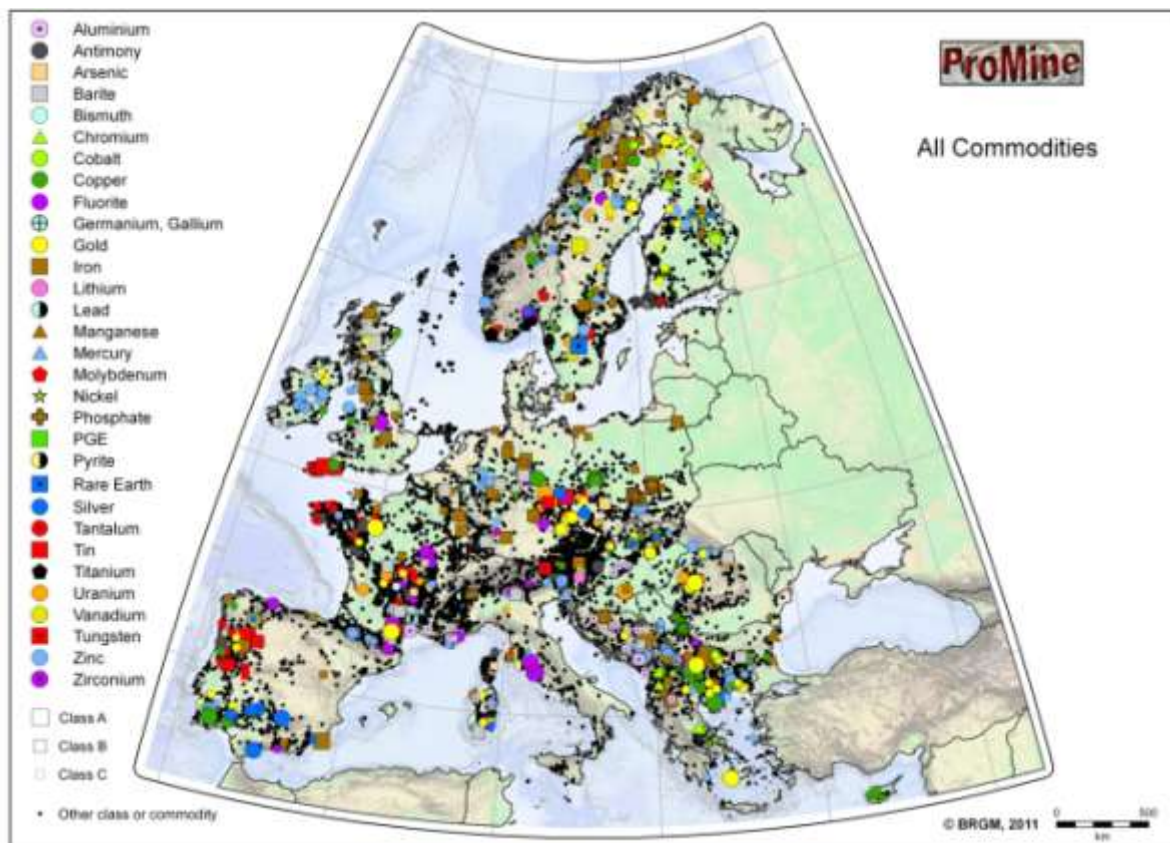 Aluminium
Antimony
Arsenic
Barite
Bismuth
Chromium
Cobalt
Copper
Fluorite
Germanium, Gallium
Gold
Iron
Lithium
Lead
Manganese
Mercury
Molybdenum
Nickel
Phosphate
PGE
Pyrite
Rare Earth
Silver
Tantalum
Tin
Titanium
Uranium
Vanadium
Tungsten
Zinc
Zirconium
Class A
Class B
Class C
Other class or commodity
ProMine
All Commodities
© BRGM, 2011
0 500
km